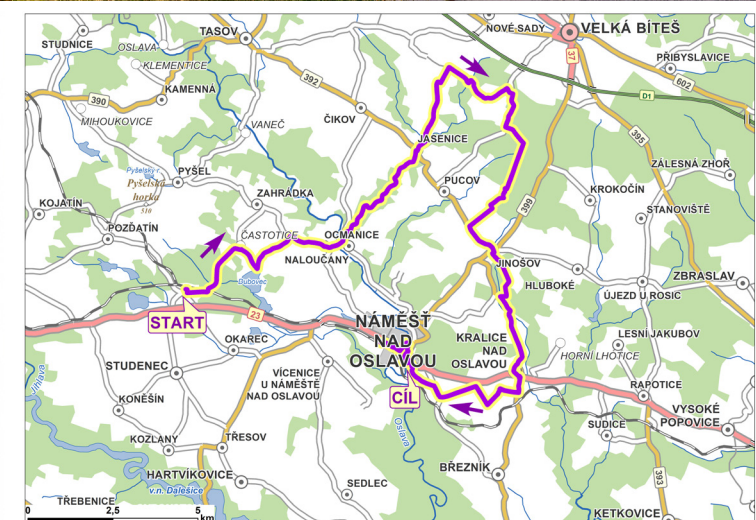 NOVÉ SADY
VELKÁ BÍTEŠ
TASOV
STUDNICE
OSLAVA-
KLEMENTICE
37
PŘIBYSLAVICE
602
392
KAMENNÁ
D1
390
MIHOUKOVICE
ČIKOV
VANEČ
395
JASENICE
ZÁLESNÁ ZHOŘ
Pyšelský r.
PYŠEL
Pyšelská
horka
510
PUCOV
ZAHRÁDKA
KROKOČÍN
KOJATÍN
399
STANOVIŠTĚ
POZĎATÍN
ČASTOTICE
OCMANICE
NALOUČANY
JINOŠOV
ZBRASLAV
Dubovec
HLUBOKÉ
ÚJEZD U ROSIC
START
23
NÁMĚŠŤ
NAD
OSLAVOU
OKAREC
KRALICE
NAD
OSLAVOU
LESNÍ JAKUBOV
HORNÍ LHOTICE
STUDENEC
VÍCENICE
U NÁMĚŠTĚ
NAD OSLAVOU
Jihlava
RAPOTICE
KONĚŠÍN
CÍL
VYSOKÉ
POPOVICE
SUDICE
Oslava
KOZLANY
TŘESOV
BŘEZNÍK
HARTVÍKOVICE
393
SEDLEC
v.n. Dalešice
TŘEBENICE
KETKOVICE
0 2,5 5
km